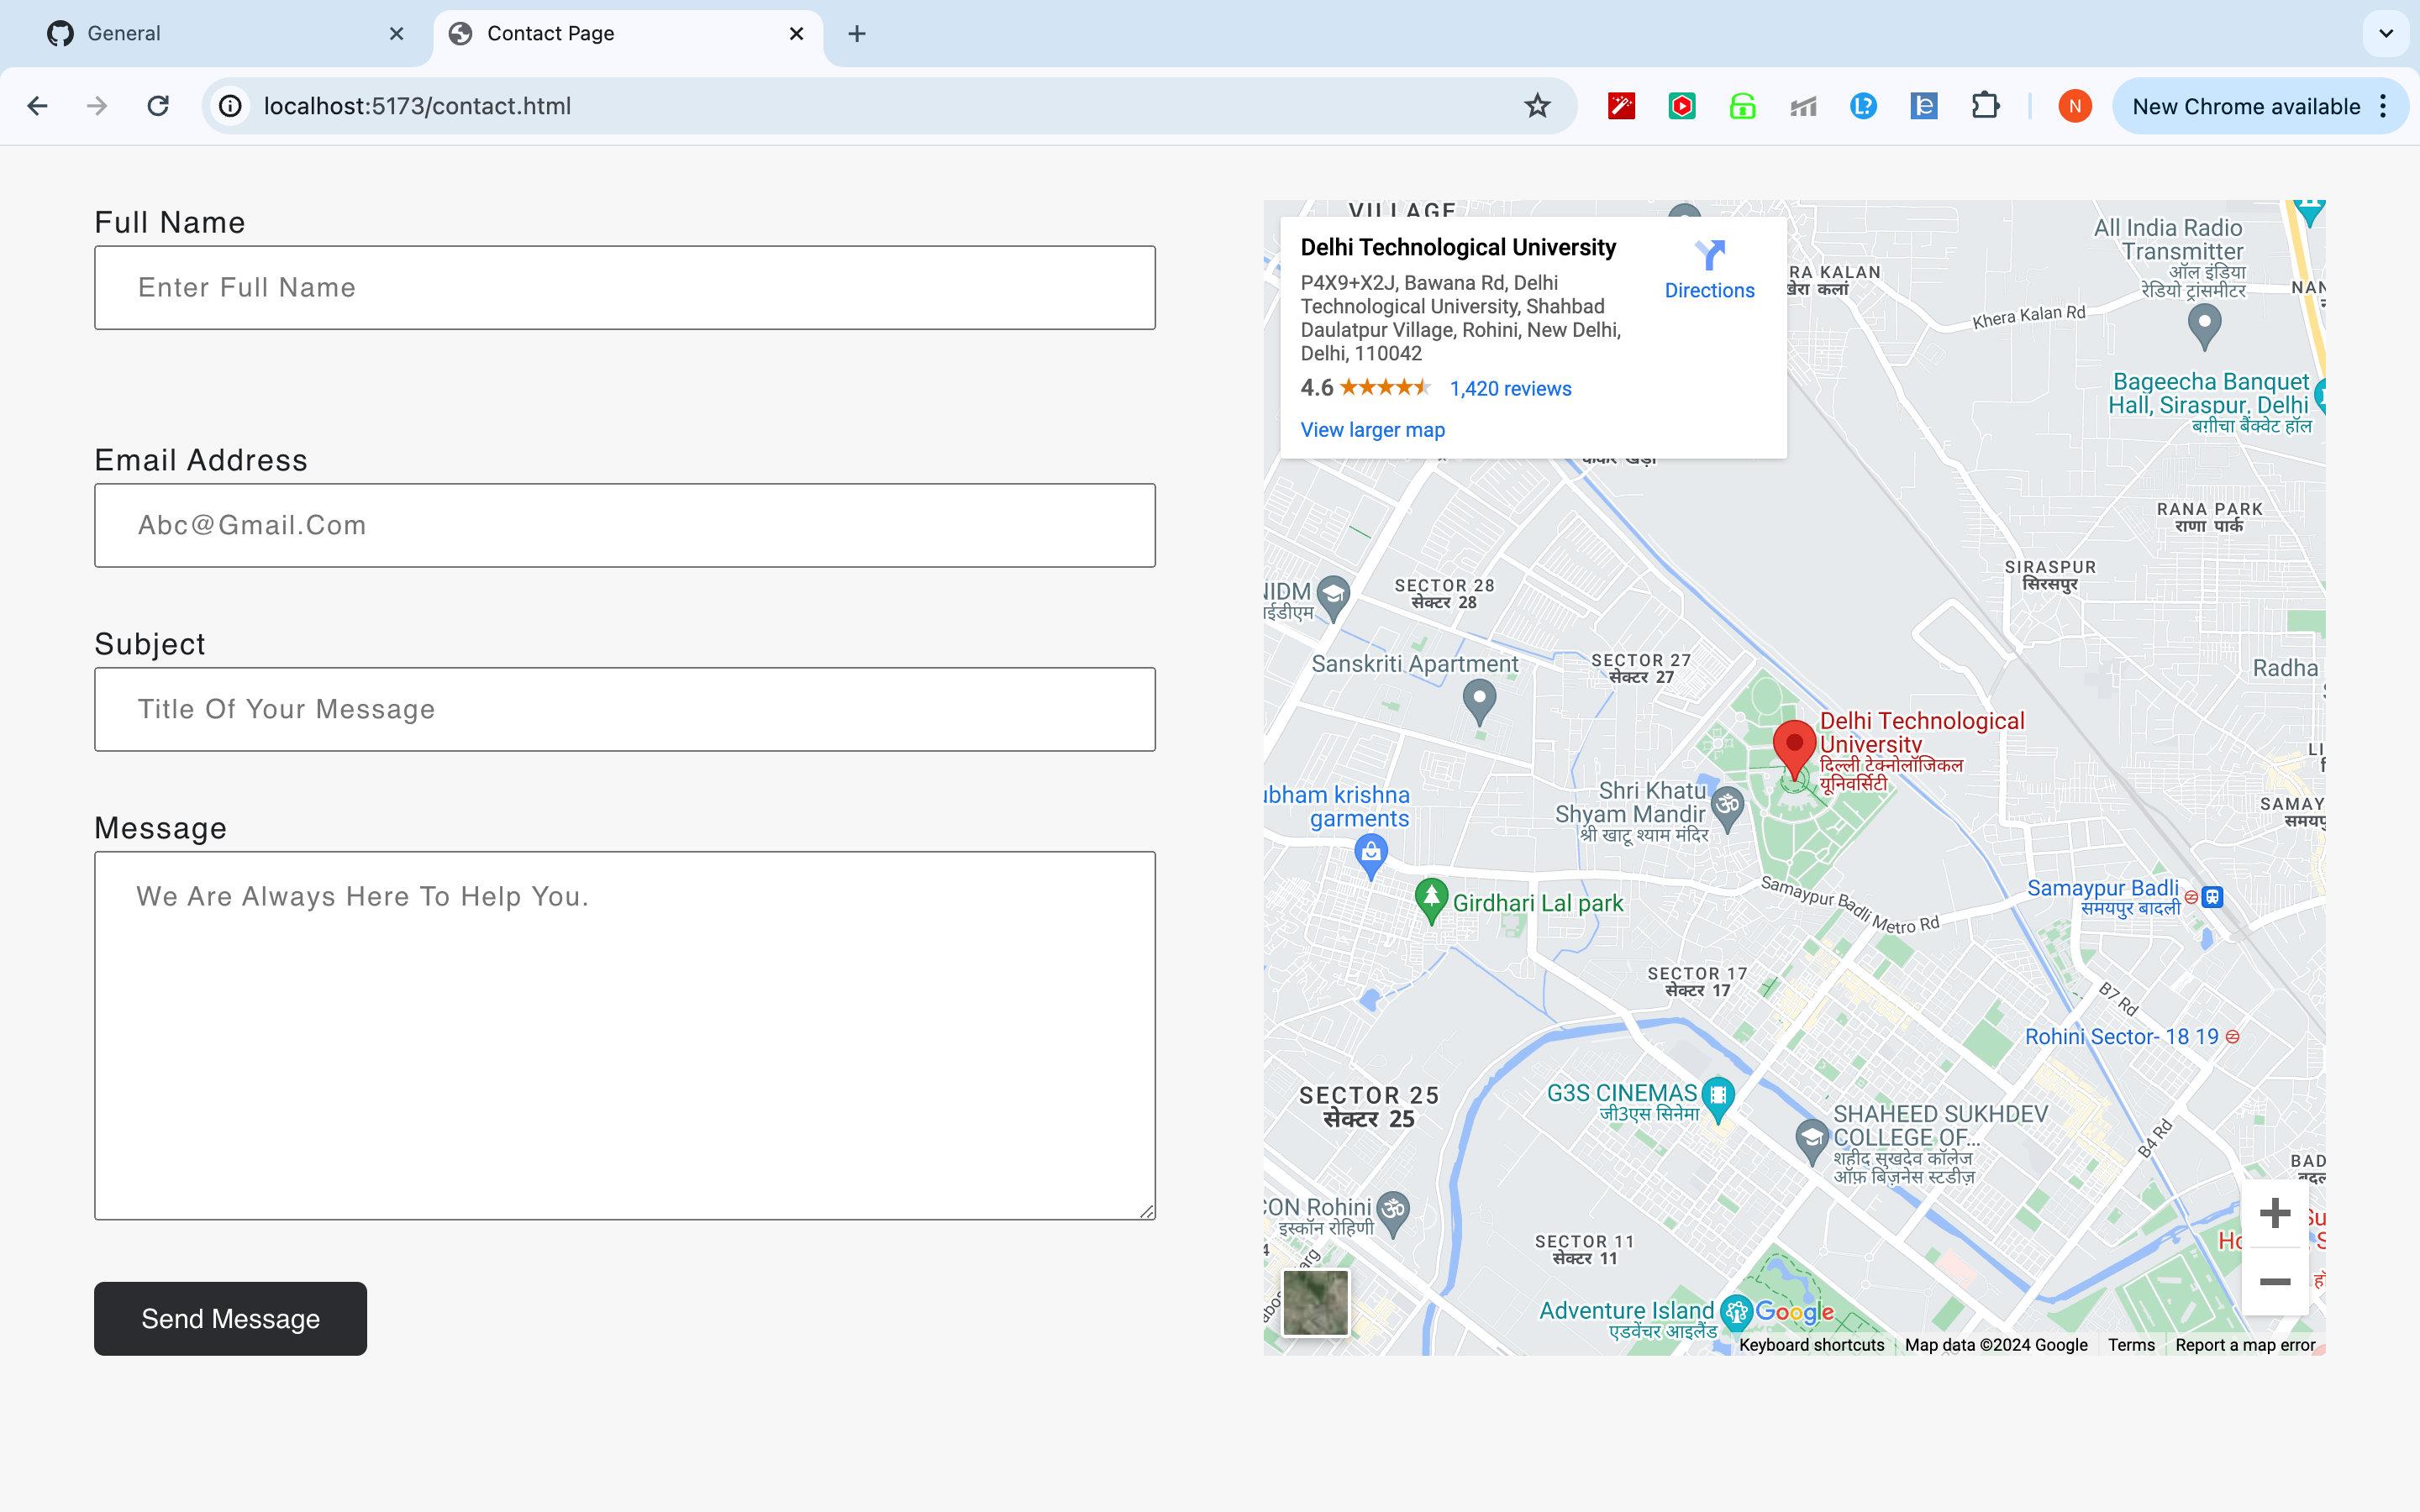 General
Contact Page
localhost:5173/contact.html
N
New Chrome available
Full Name
Enter Full Name
Email Address
Abc@Gmail.Com
Subject
Title Of Your Message
Message
We Are Always Here To Help You.
Send Message
VILLAGE
Delhi Technological University
P4X9+X2J, Bawana Rd, Delhi
Technological University, Shahbad
Daulatpur Village, Rohini, New Delhi,
Delhi, 110042
4.6
1,420 reviews
View larger map
Directions
RA KALAN
खेरा कलां
Khera Kalan Rd
All India Radio
Transmitter
ऑल इंडिया
रेडियो ट्रांसमीटर
NAN
Bageecha Banquet
Hall, Siraspur, Delhi
बग़ीचा बैंक्वेट हॉल
RANA PARK
राणा पार्क
SIRASPUR
सिरसपुर
NIDM
ईडीएम
SECTOR 28
सेक्टर 28
Sanskriti Apartment
SECTOR 27
सेक्टर 27
Radha
Delhi Technological
University
दिल्ली टेक्नोलॉजिकल
यूनिवर्सिटी
Shri Khatu
Shyam Mandir
श्री खाटू श्याम मंदिर
ubham krishna
garments
SAMAY
समयपु
Girdhari Lal park
Samaypur Badli Metro Rd
Samaypur Badli
समयपुर बादली
SECTOR 17
सेक्टर 17
B7 Rd
Rohini Sector- 18 19
SECTOR 25
सेक्टर 25
G3S CINEMAS
जी3एस सिनेमा
SHAHEED SUKHDEV
COLLEGE OF...
शहीद सुखदेव कॉलेज
ऑफ़ बिज़नेस स्टडीज़
B4 Rd
BAD
CON Rohini
इस्कॉन रोहिणी
SECTOR 11
सेक्टर 11
Adventure Island
एडवेंचर आइलैंड
Google
Keyboard shortcuts
Map data ©2024 Google
Terms
Report a map error